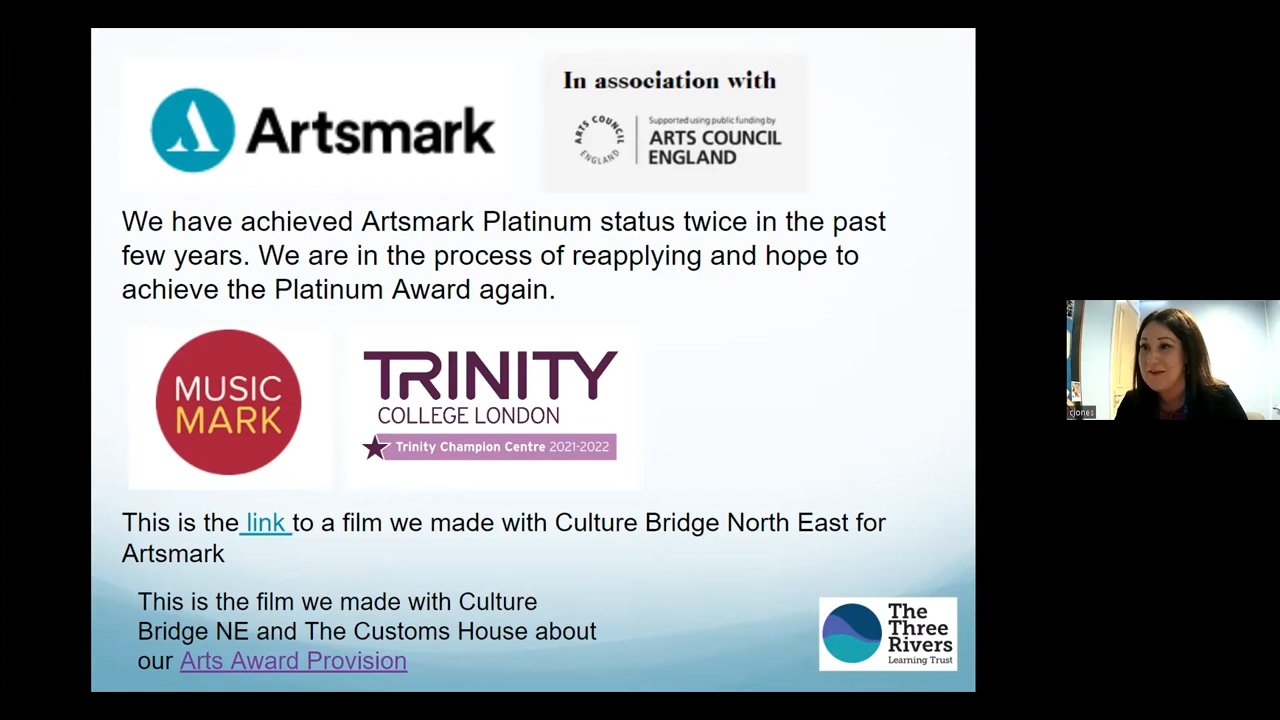 Artsmark
In association with
ARTS COUNCIL
ENGLAND
Supported using public funding by
ARTS COUNCIL
ENGLAND
We have achieved Artsmark Platinum status twice in the past
few years. We are in the process of reapplying and hope to
achieve the Platinum Award again.
MUSIC
MARK
TRINITY
COLLEGE LONDON
Trinity Champion Centre 2021-2022
This is the link to a film we made with Culture Bridge North East for
Artsmark
This is the film we made with Culture
Bridge NE and The Customs House about
our Arts Award Provision
The
Three
Rivers
Learning Trust
cjones